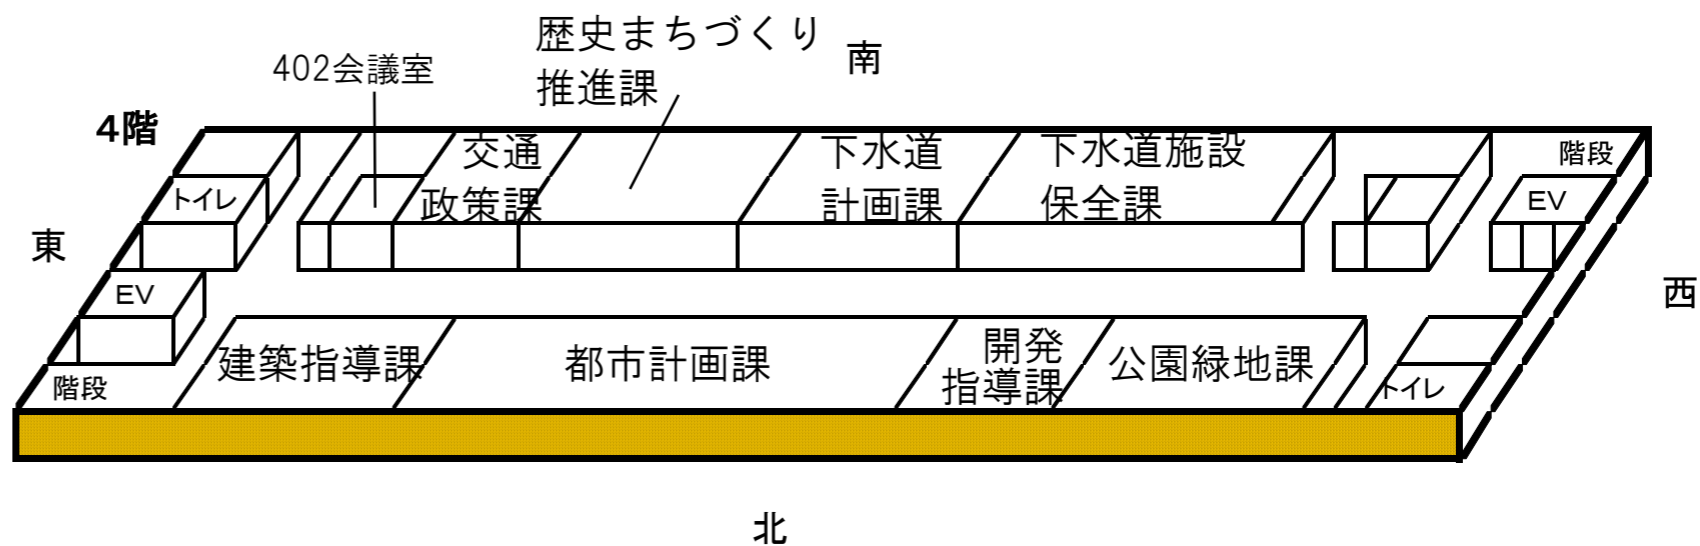 歴史まちづくり
推進課
南
402会議室
4階
交通
政策課
下水道
計画課
下水道施設
保全課
階段
EV
トイレ
東
西
EV
階段
建築指導課
都市計画課
開発
指導課
公園緑地課
トイレ
北